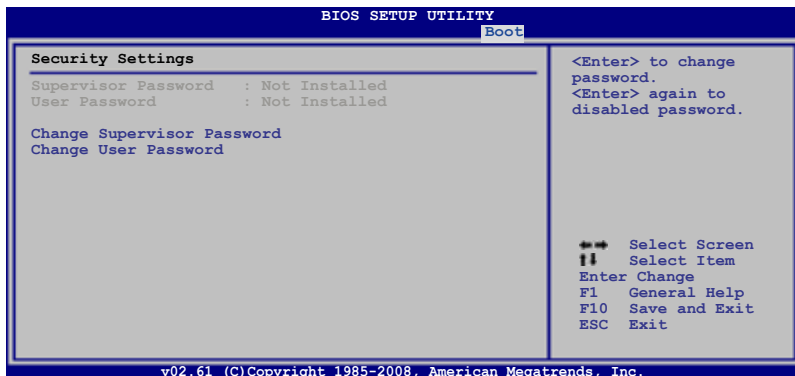 BIOS SETUP UTILITY
Boot
Security Settings
Supervisor Password : Not Installed
User Password : Not Installed
Change Supervisor Password
Change User Password
<Enter> to change
password.
<Enter> again to
disabled password.
Select Screen
Select Item
Enter Change
F1 General Help
F10 Save and Exit
ESC Exit
v02.61 (C)Copyright 1985-2008, American Megatrends, Inc.